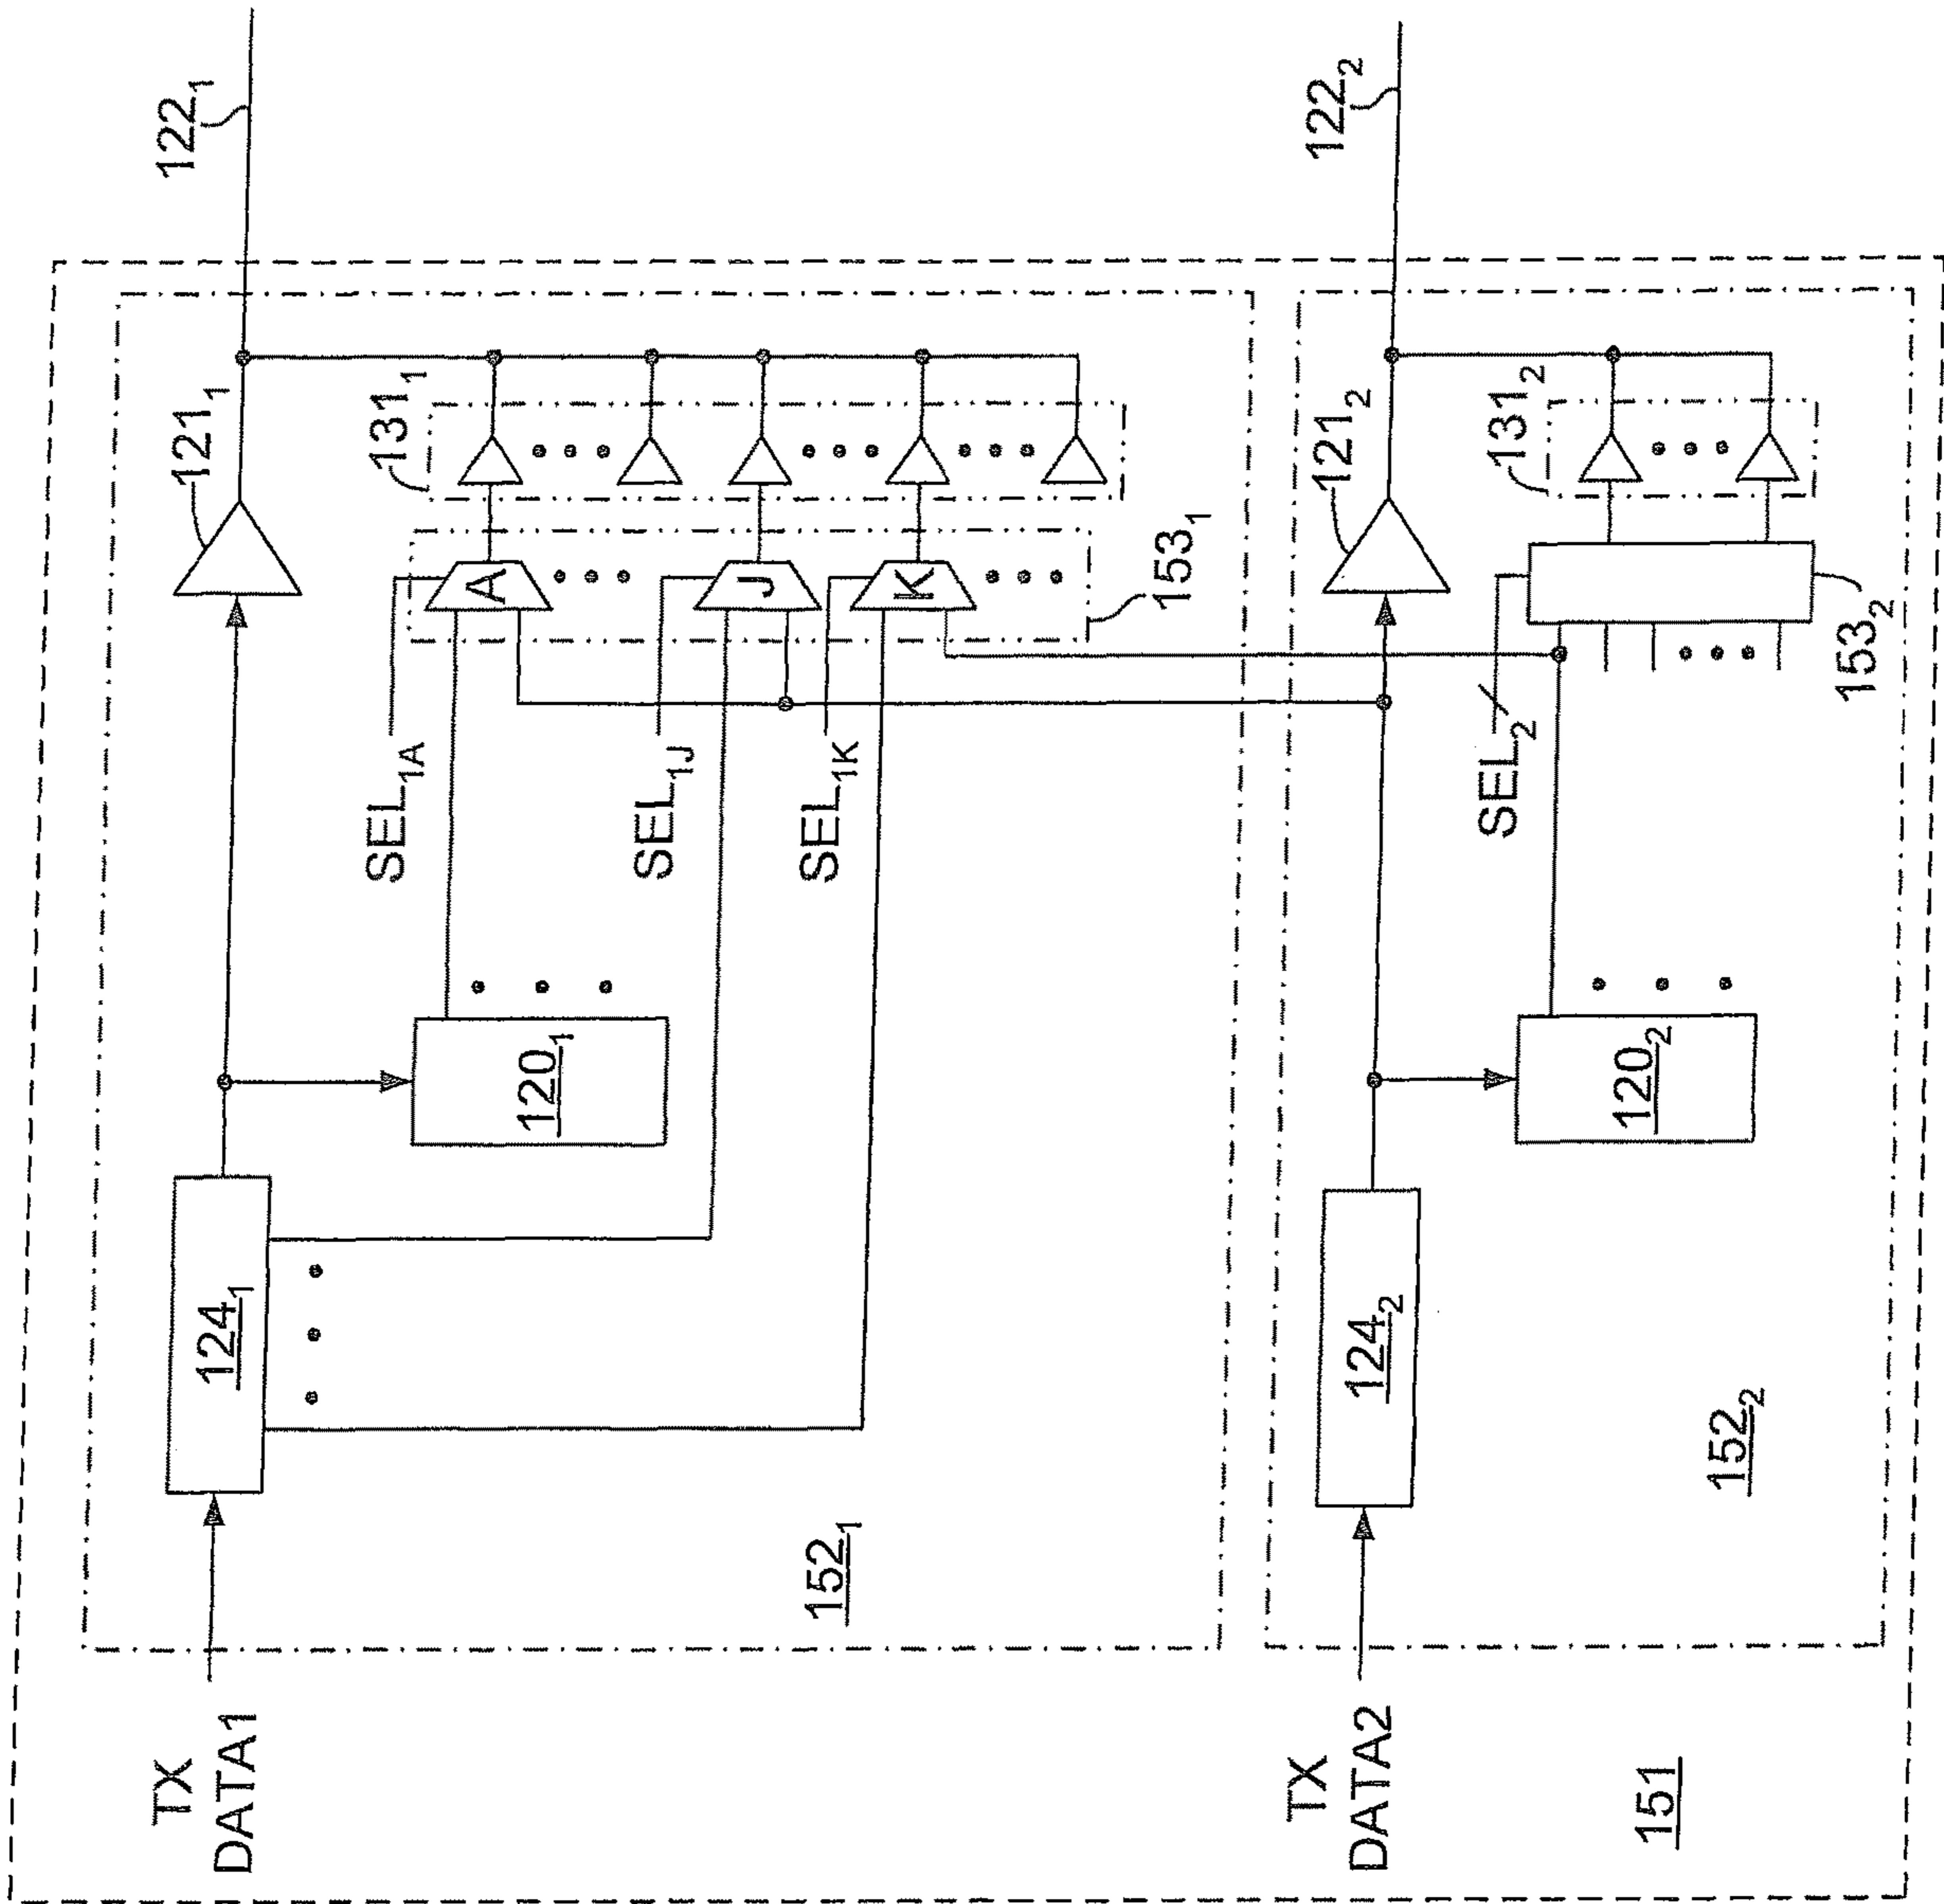 TX
DATA1
124₁
120₁
121₁
122₁
131₁
SEL₁A
A
SEL₁J
J
SEL₁K
K
153₁
152₁
TX
DATA2
124₂
120₂
121₂
122₂
131₂
SEL₂
153₂
152₂
151